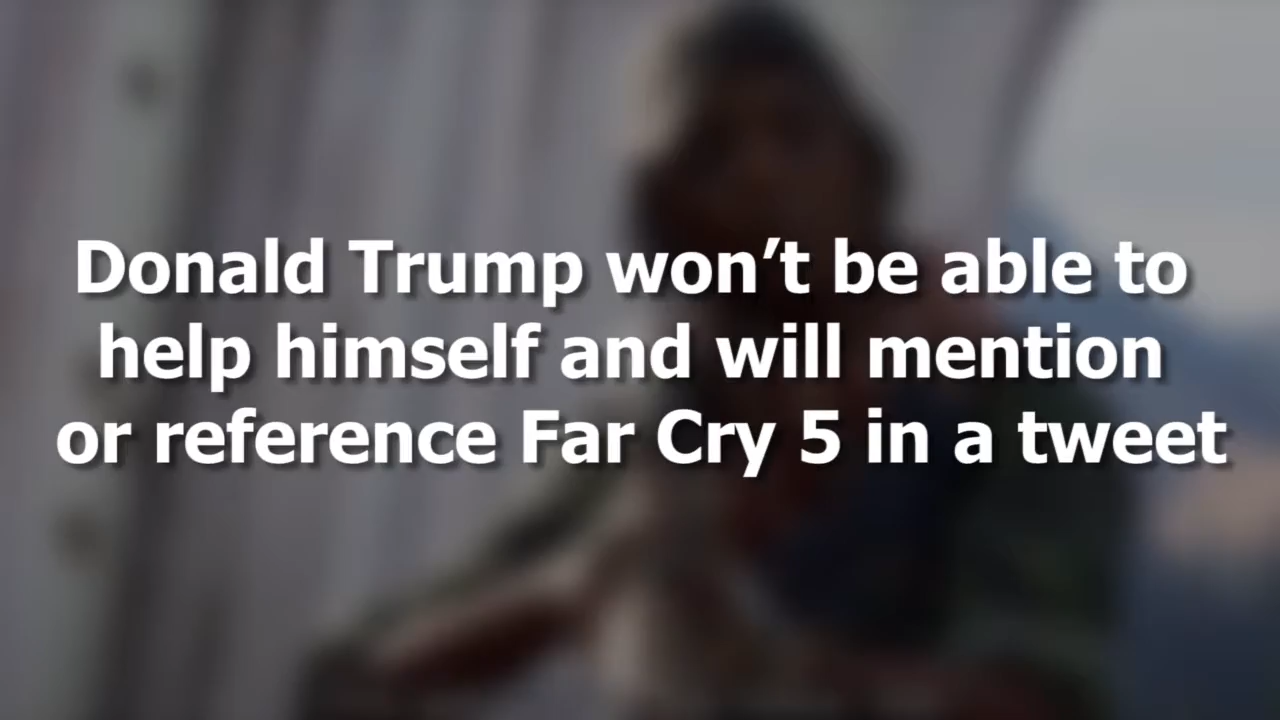 Donald Trump won’t be able to
help himself and will mention
or reference Far Cry 5 in a tweet